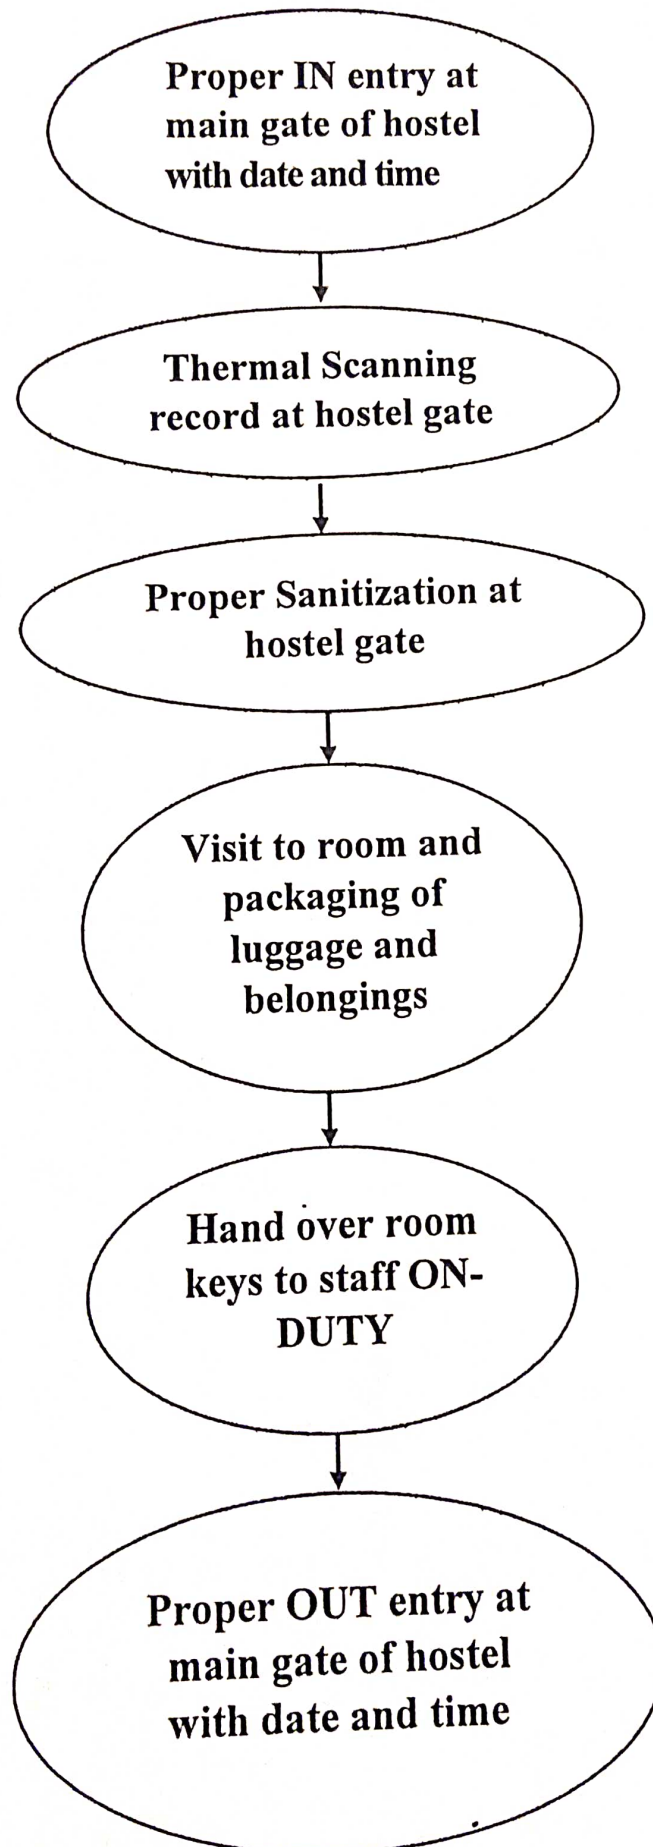 Proper IN entry at
main gate of hostel
with date and time
Thermal Scanning
record at hostel gate
Proper Sanitization at
hostel gate
Visit to room and
packaging of
luggage and
belongings
Hand over room
keys to staff ON-
DUTY
Proper OUT entry at
main gate of hostel
with date and time